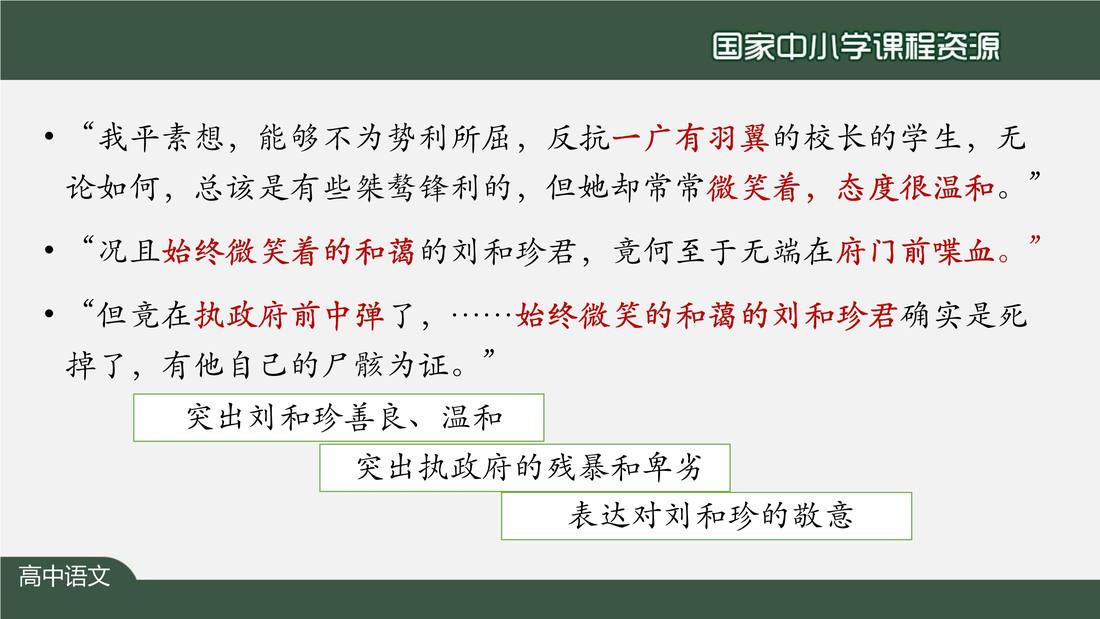 国家中小学课程资源
• “我平素想，能够不为势利所屈，反抗一广有羽翼的校长的学生，无
论如何，总该是有些桀骜锋利的，但她却常常微笑着，态度很温和。”
• “况且始终微笑着的和蔼的刘和珍君，竟何至于无端在府门前喋血。”
• “但竟在执政府前中弹了，……始终微笑的和蔼的刘和珍君确实是死
掉了，有他自己的尸骸为证。”
突出刘和珍善良、温和
突出执政府的残暴和卑劣
表达对刘和珍的敬意
高中语文